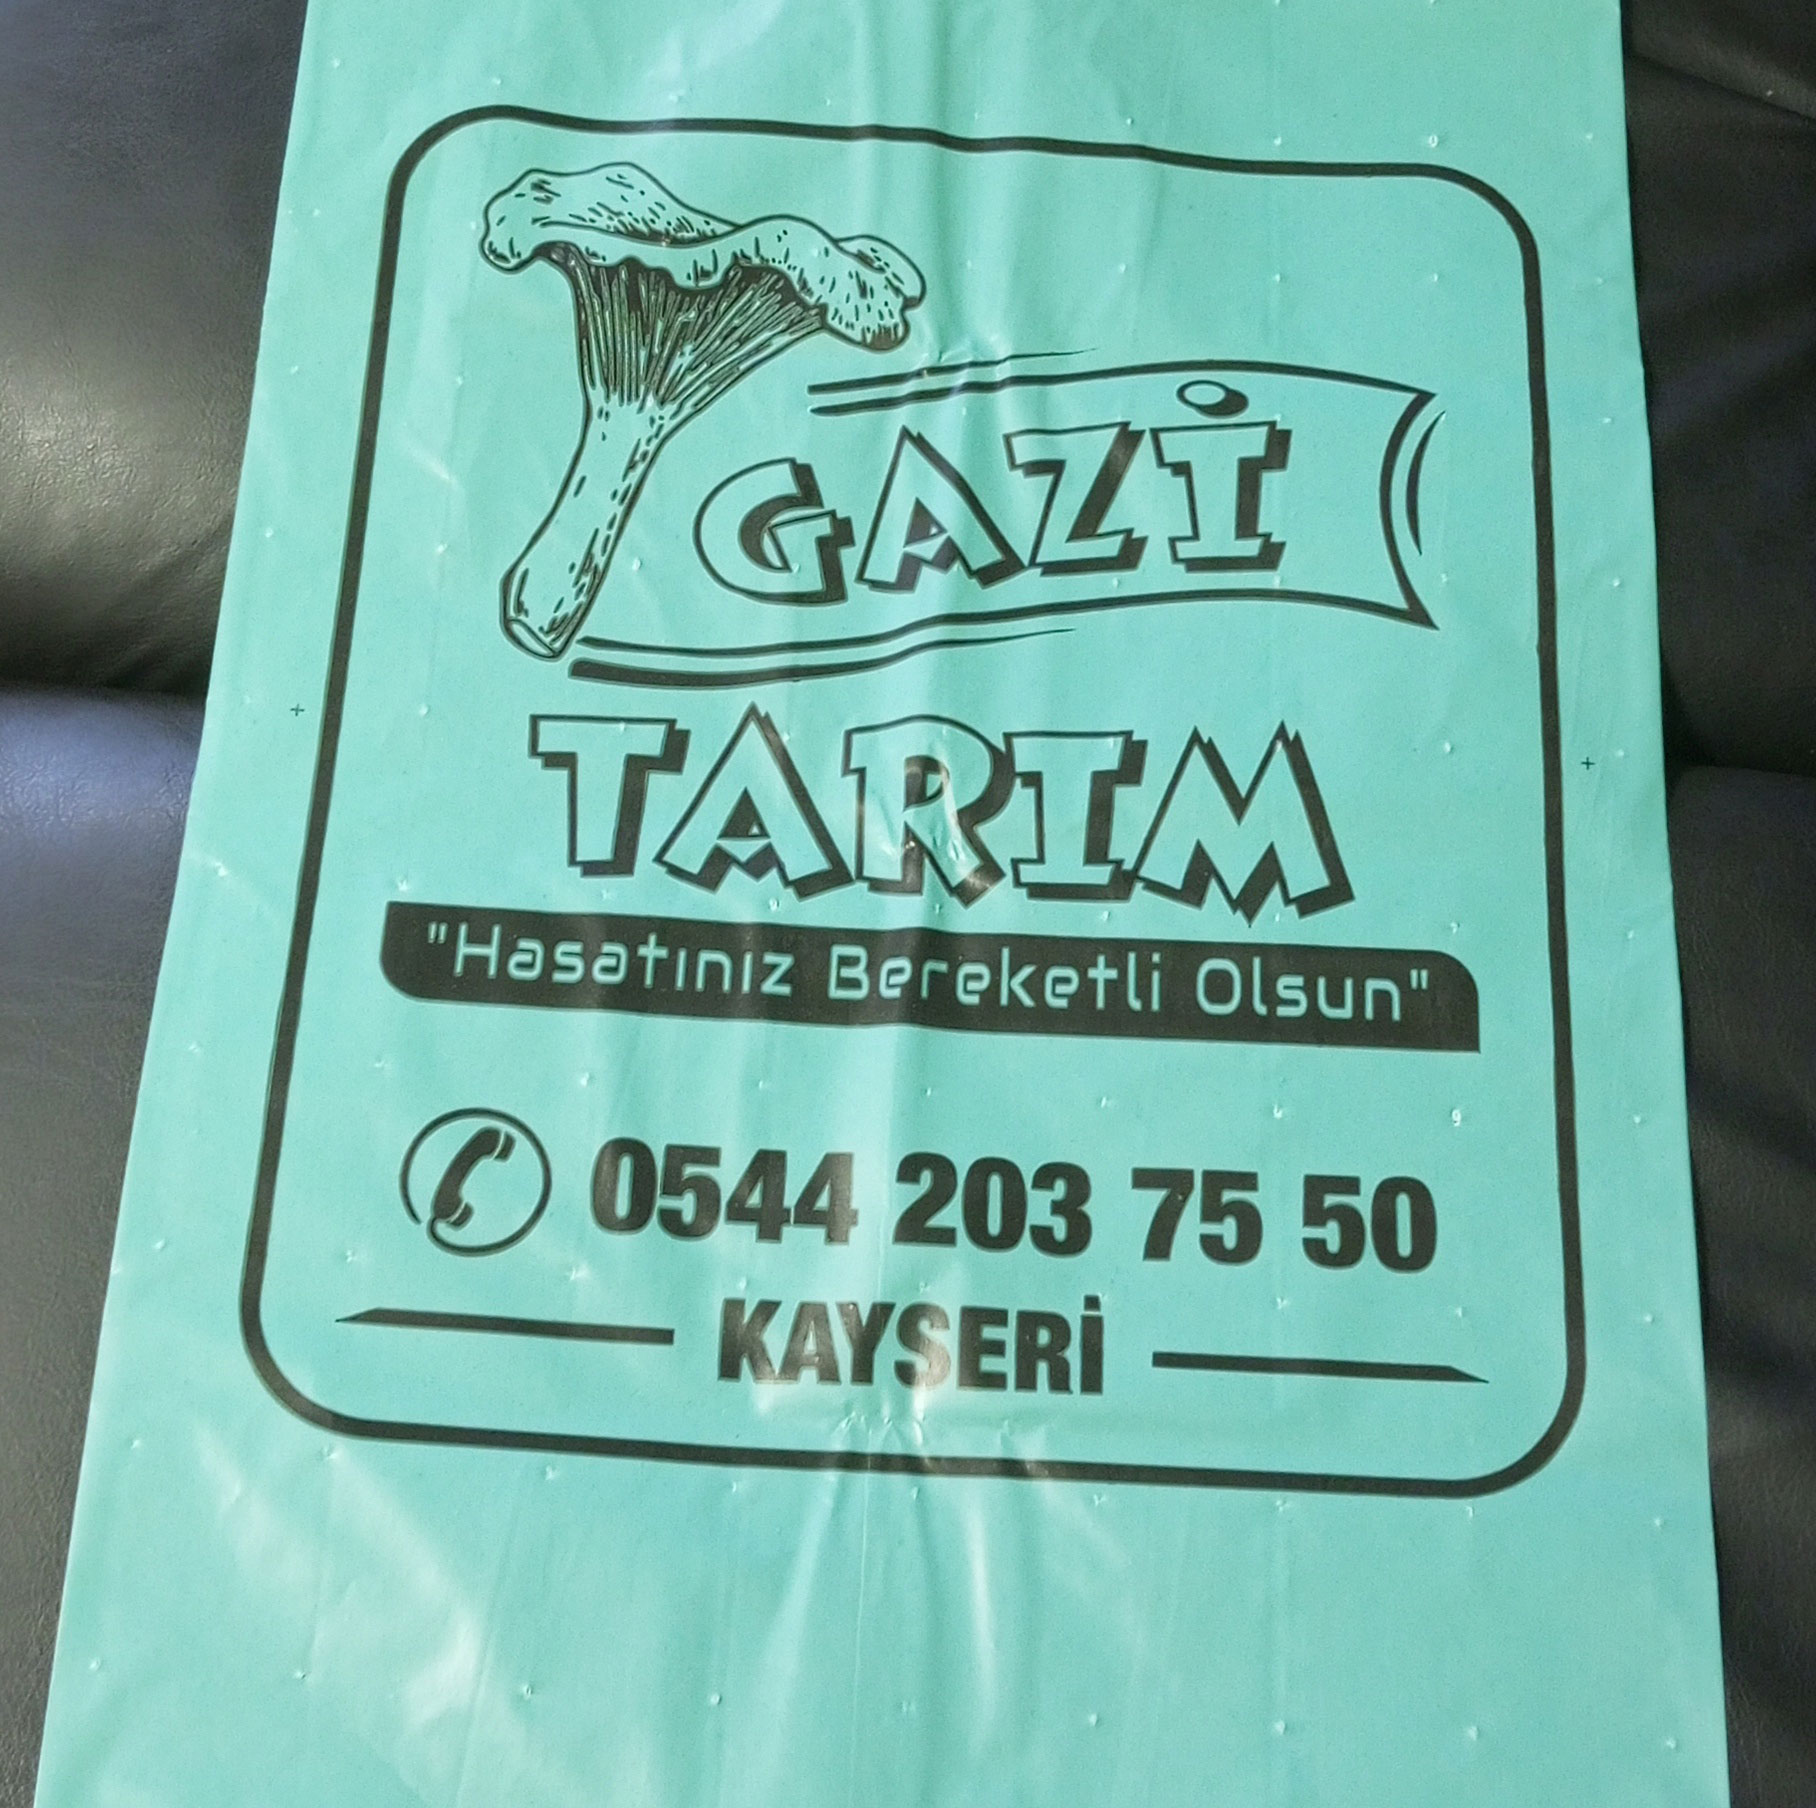 GAZİ
TARIM
"Hasatınız Bereketli Olsun"
0544 203 75 50
KAYSERİ